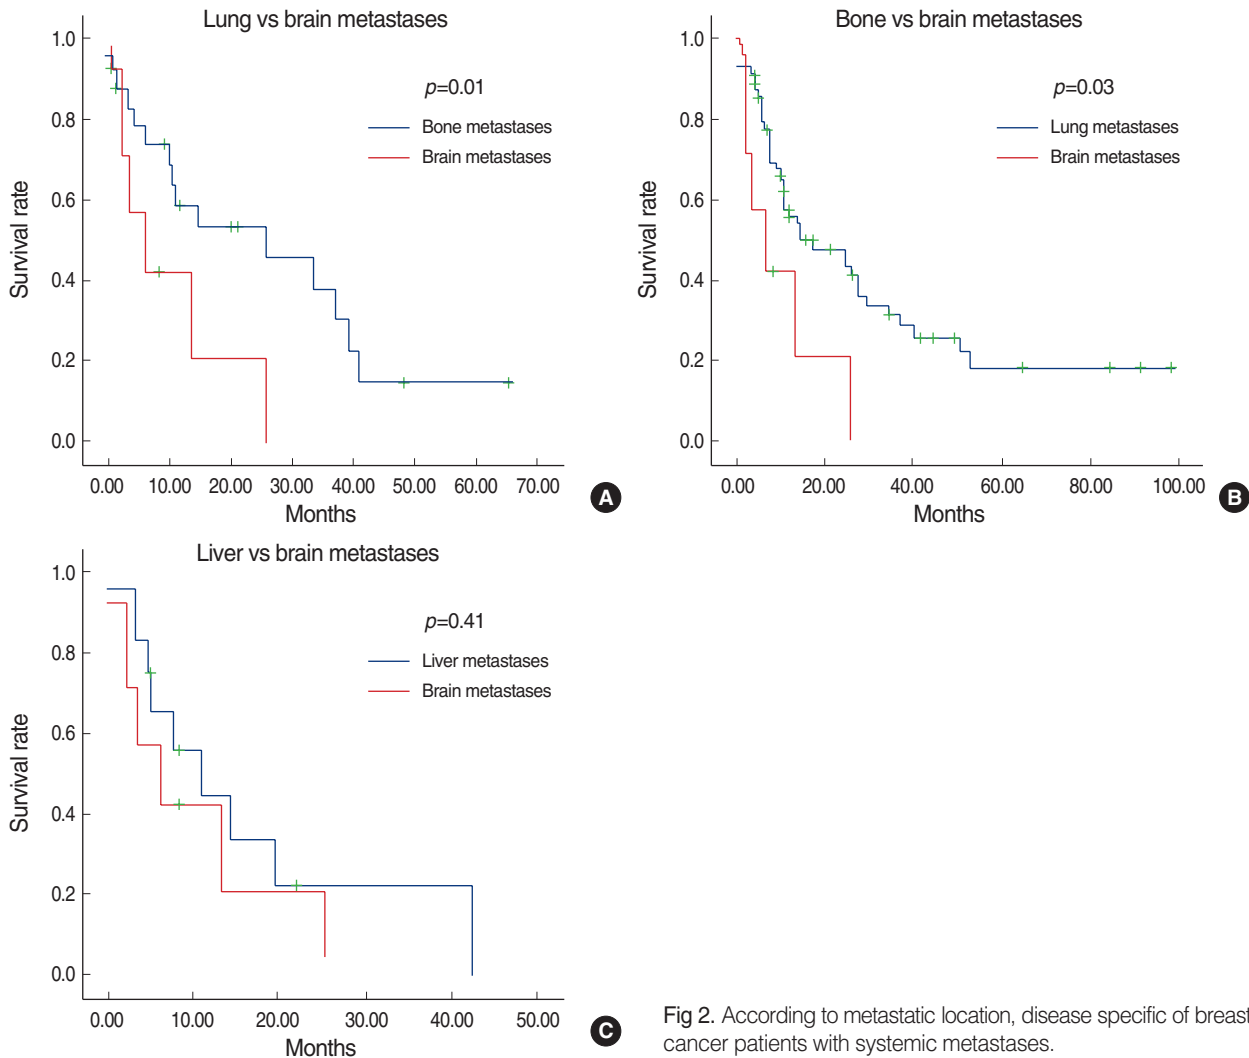 Lung vs brain metastases
1.0
0.8
0.6
0.4
0.2
0.0
Survival rate
p=0.01
Bone metastases
Brain metastases
0.00 10.00 20.00 30.00 40.00 50.00 60.00 70.00
Months
A
Bone vs brain metastases
1.0
0.8
0.6
0.4
0.2
0.0
Survival rate
p=0.03
Lung metastases
Brain metastases
0.00 20.00 40.00 60.00 80.00 100.00
Months
B
Liver vs brain metastases
1.0
0.8
0.6
0.4
0.2
0.0
Survival rate
p=0.41
Liver metastases
Brain metastases
0.00 10.00 20.00 30.00 40.00 50.00
Months
C
Fig 2. According to metastatic location, disease specific of breast
cancer patients with systemic metastases.